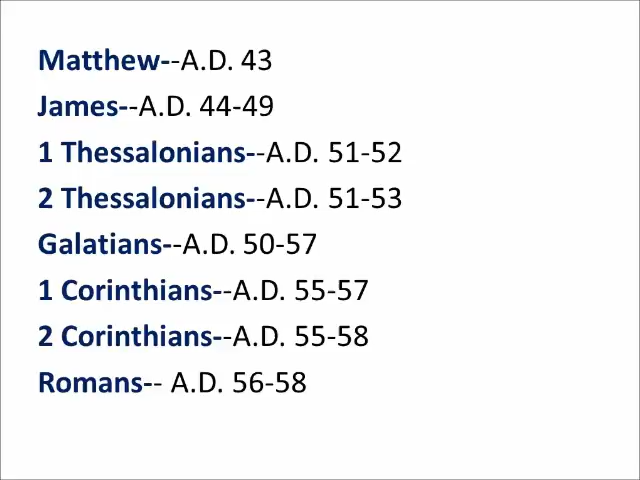 Matthew--A.D. 43
James--A.D. 44-49
1 Thessalonians--A.D. 51-52
2 Thessalonians--A.D. 51-53
Galatians--A.D. 50-57
1 Corinthians--A.D. 55-57
2 Corinthians--A.D. 55-58
Romans-- A.D. 56-58